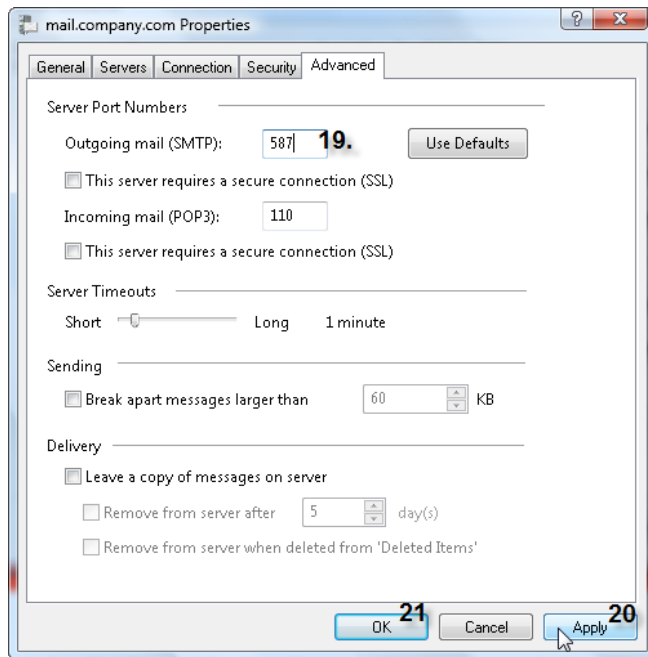 mail.company.com Properties
General Servers Connection Security Advanced
Server Port Numbers
Outgoing mail (SMTP): 587 19. Use Defaults
This server requires a secure connection (SSL)
Incoming mail (POP3): 110
This server requires a secure connection (SSL)
Server Timeouts
Short Long 1 minute
Sending
Break apart messages larger than 60 KB
Delivery
Leave a copy of messages on server
Remove from server after 5 day(s)
Remove from server when deleted from 'Deleted Items'
OK 21 Cancel Apply 20